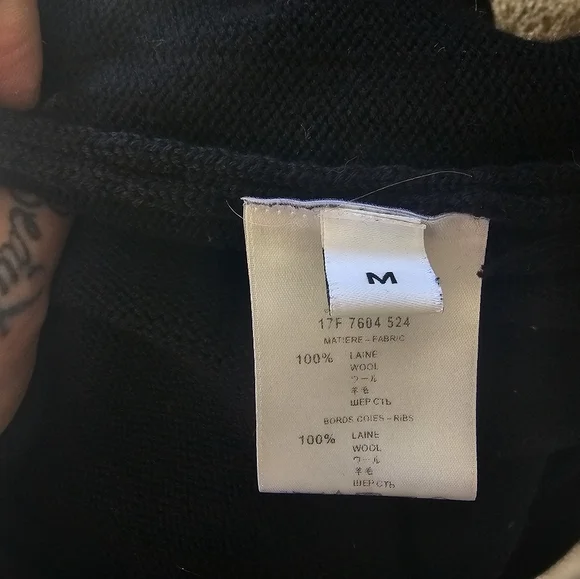 M
17F 7604 524
MATIERE – FABRIC
100% LAINE
WOOL
ウール
羊毛
ШЕРСТЬ
BORDS COTES – RIBS
100% LAINE
WOOL
ウール
羊毛
ШЕРСТЬ